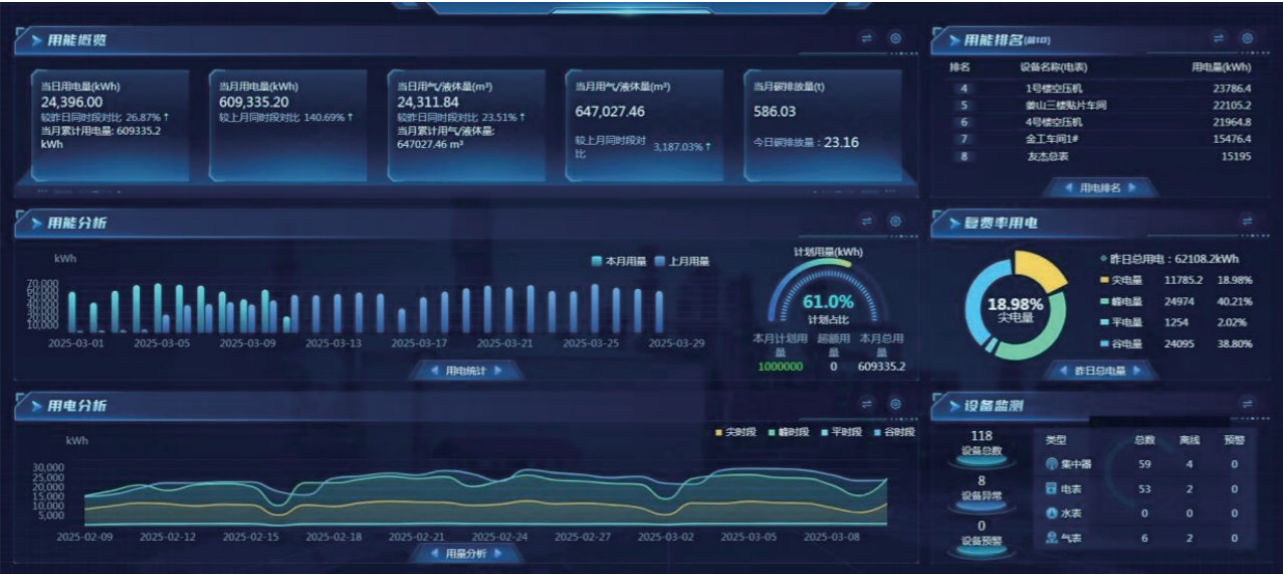 用能概览
当日用电量(kWh)
24,396.00
较昨日同时段对比 26.87% ↑
当月累计用电量: 609335.2
kWh
当月用电量(kWh)
609,335.20
较上月同时段对比 140.69% ↑
当日用气/液体量(m³)
24,311.84
较昨日同时段对比 23.51% ↑
当月累计用气/液体量:
647027.46 m³
当月用气/液体量(m³)
647,027.46
较上月同时段对比 3,187.03% ↑
当月碳排放量(t)
586.03
今日碳排放量：23.16
用能排名(前10)
排名 设备名称(电表) 用电量(kWh)
4 1号楼空压机 23786.4
5 姜山三楼贴片车间 22105.2
6 4号楼空压机 21964.8
7 金工车间1# 15476.4
8 友杰总表 15195
用电排名
用能分析
kWh
本月用量 上月用量
70,000
60,000
50,000
40,000
30,000
20,000
10,000
2025-03-01 2025-03-05 2025-03-09 2025-03-13 2025-03-17 2025-03-21 2025-03-25 2025-03-29
用电统计
计划用量(kWh)
61.0%
计划占比
本月计划用量 超额用量 本月总用量
1000000 0 609335.2
复费率用电
18.98%
尖电量
昨日总用电：62108.2kWh
尖电量 11785.2 18.98%
峰电量 24974 40.21%
平电量 1254 2.02%
谷电量 24095 38.80%
昨日总电量
用电分析
kWh
尖时段 峰时段 平时段 谷时段
30,000
25,000
20,000
15,000
10,000
5,000
2025-02-09 2025-02-12 2025-02-15 2025-02-18 2025-02-21 2025-02-24 2025-02-27 2025-03-02 2025-03-05 2025-03-08
用量分析
设备监测
118
设备总数
8
设备异常
0
设备预警
类型 总数 离线 预警
集中器 59 4 0
电表 53 2 0
水表 0 0 0
气表 6 2 0